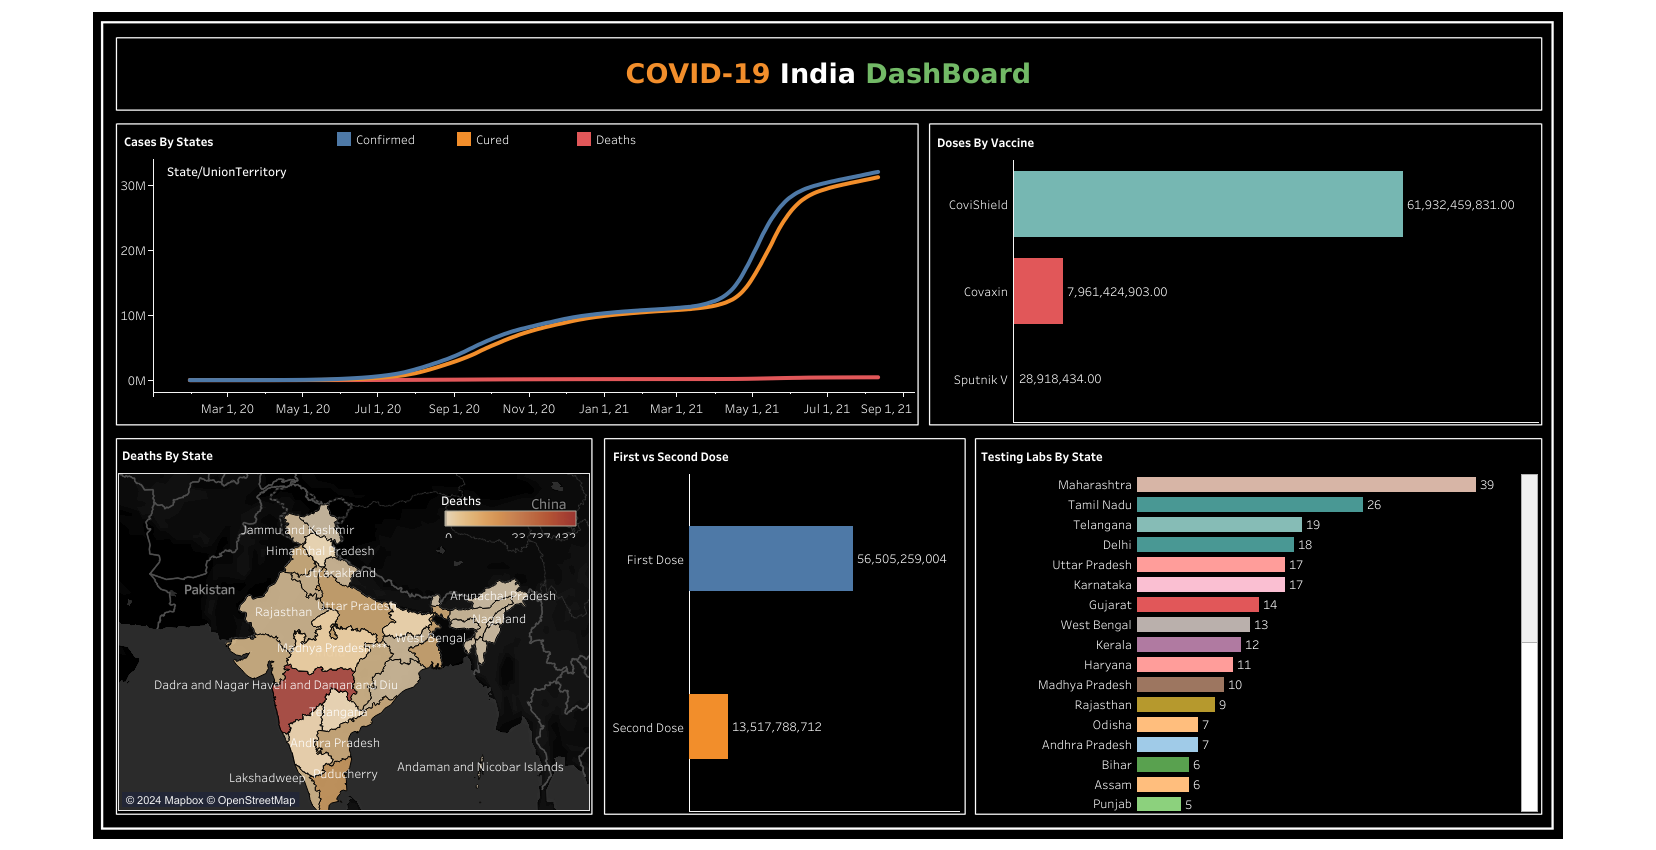 COVID-19 India DashBoard
Cases By States
Confirmed
Cured
Deaths
State/UnionTerritory
30M
20M
10M
0M
Mar 1, 20
May 1, 20
Jul 1, 20
Sep 1, 20
Nov 1, 20
Jan 1, 21
Mar 1, 21
May 1, 21
Jul 1, 21
Sep 1, 21
Doses By Vaccine
CoviShield
61,932,459,831.00
Covaxin
7,961,424,903.00
Sputnik V
28,918,434.00
Deaths By State
Deaths
0
23,737,432
China
Jammu and Kashmir
Himanchal Pradesh
Uttarakhand
Pakistan
Arunachal Pradesh
Rajasthan
Uttar Pradesh
Nagaland
West Bengal
Madhya Pradesh***
Dadra and Nagar Haveli and Daman and Diu
Telangana
Andhra Pradesh
Lakshadweep
Puducherry
Andaman and Nicobar Islands
© 2024 Mapbox © OpenStreetMap
First vs Second Dose
First Dose
56,505,259,004
Second Dose
13,517,788,712
Testing Labs By State
Maharashtra 39
Tamil Nadu 26
Telangana 19
Delhi 18
Uttar Pradesh 17
Karnataka 17
Gujarat 14
West Bengal 13
Kerala 12
Haryana 11
Madhya Pradesh 10
Rajasthan 9
Odisha 7
Andhra Pradesh 7
Bihar 6
Assam 6
Punjab 5